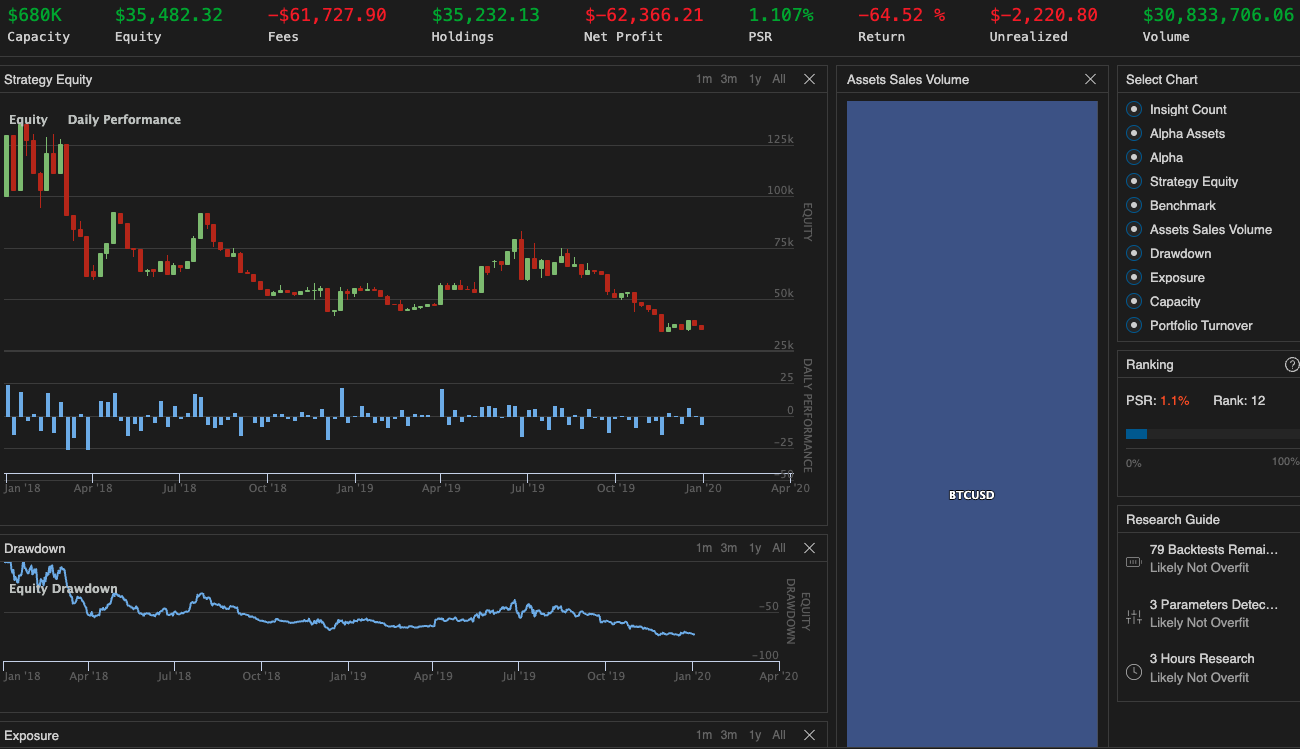 $680K $35,482.32 -$61,727.90 $35,232.13 $-62,366.21 1.107% -64.52 % $-2,220.80 $30,833,706.06
Capacity Equity Fees Holdings Net Profit PSR Return Unrealized Volume
Strategy Equity 1m 3m 1y All
Equity Daily Performance
125k
100k
75k
50k
25k
EQUITY
25
0
-25
-50
DAILY PERFORMANCE
Jan '18 Apr '18 Jul '18 Oct '18 Jan '19 Apr '19 Jul '19 Oct '19 Jan '20 Apr '20
Drawdown 1m 3m 1y All
Equity Drawdown
-50
-100
EQUITY
DRAWDOWN
Jan '18 Apr '18 Jul '18 Oct '18 Jan '19 Apr '19 Jul '19 Oct '19 Jan '20 Apr '20
Exposure 1m 3m 1y All
Assets Sales Volume
BTCUSD
Select Chart
Insight Count
Alpha Assets
Alpha
Strategy Equity
Benchmark
Assets Sales Volume
Drawdown
Exposure
Capacity
Portfolio Turnover
Ranking ?
PSR: 1.1% Rank: 12
0% 100%
Research Guide
79 Backtests Remai...
Likely Not Overfit
3 Parameters Detec...
Likely Not Overfit
3 Hours Research
Likely Not Overfit